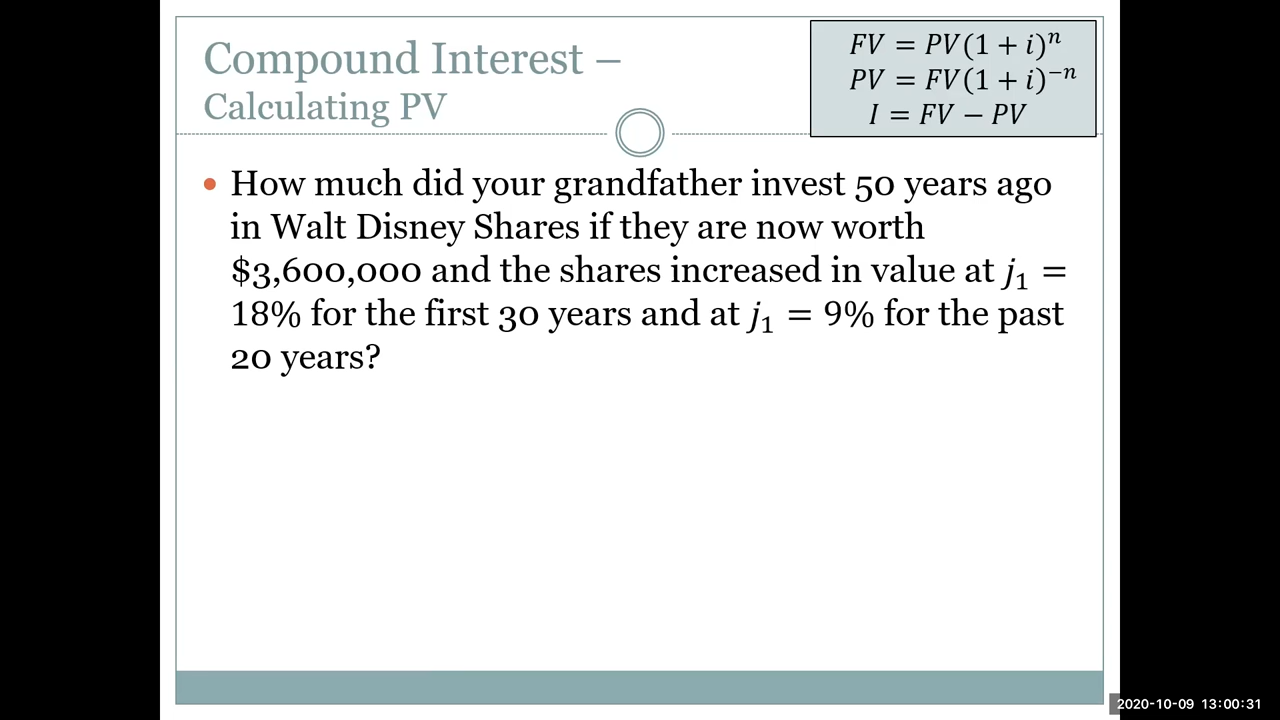 Compound Interest –
Calculating PV
𝐹𝑉 = 𝑃𝑉(1 + 𝑖)ⁿ
𝑃𝑉 = 𝐹𝑉(1 + 𝑖)⁻ⁿ
𝐼 = 𝐹𝑉 − 𝑃𝑉
• How much did your grandfather invest 50 years ago
in Walt Disney Shares if they are now worth
$3,600,000 and the shares increased in value at 𝑗₁ =
18% for the first 30 years and at 𝑗₁ = 9% for the past
20 years?
2020-10-09 13:00:31